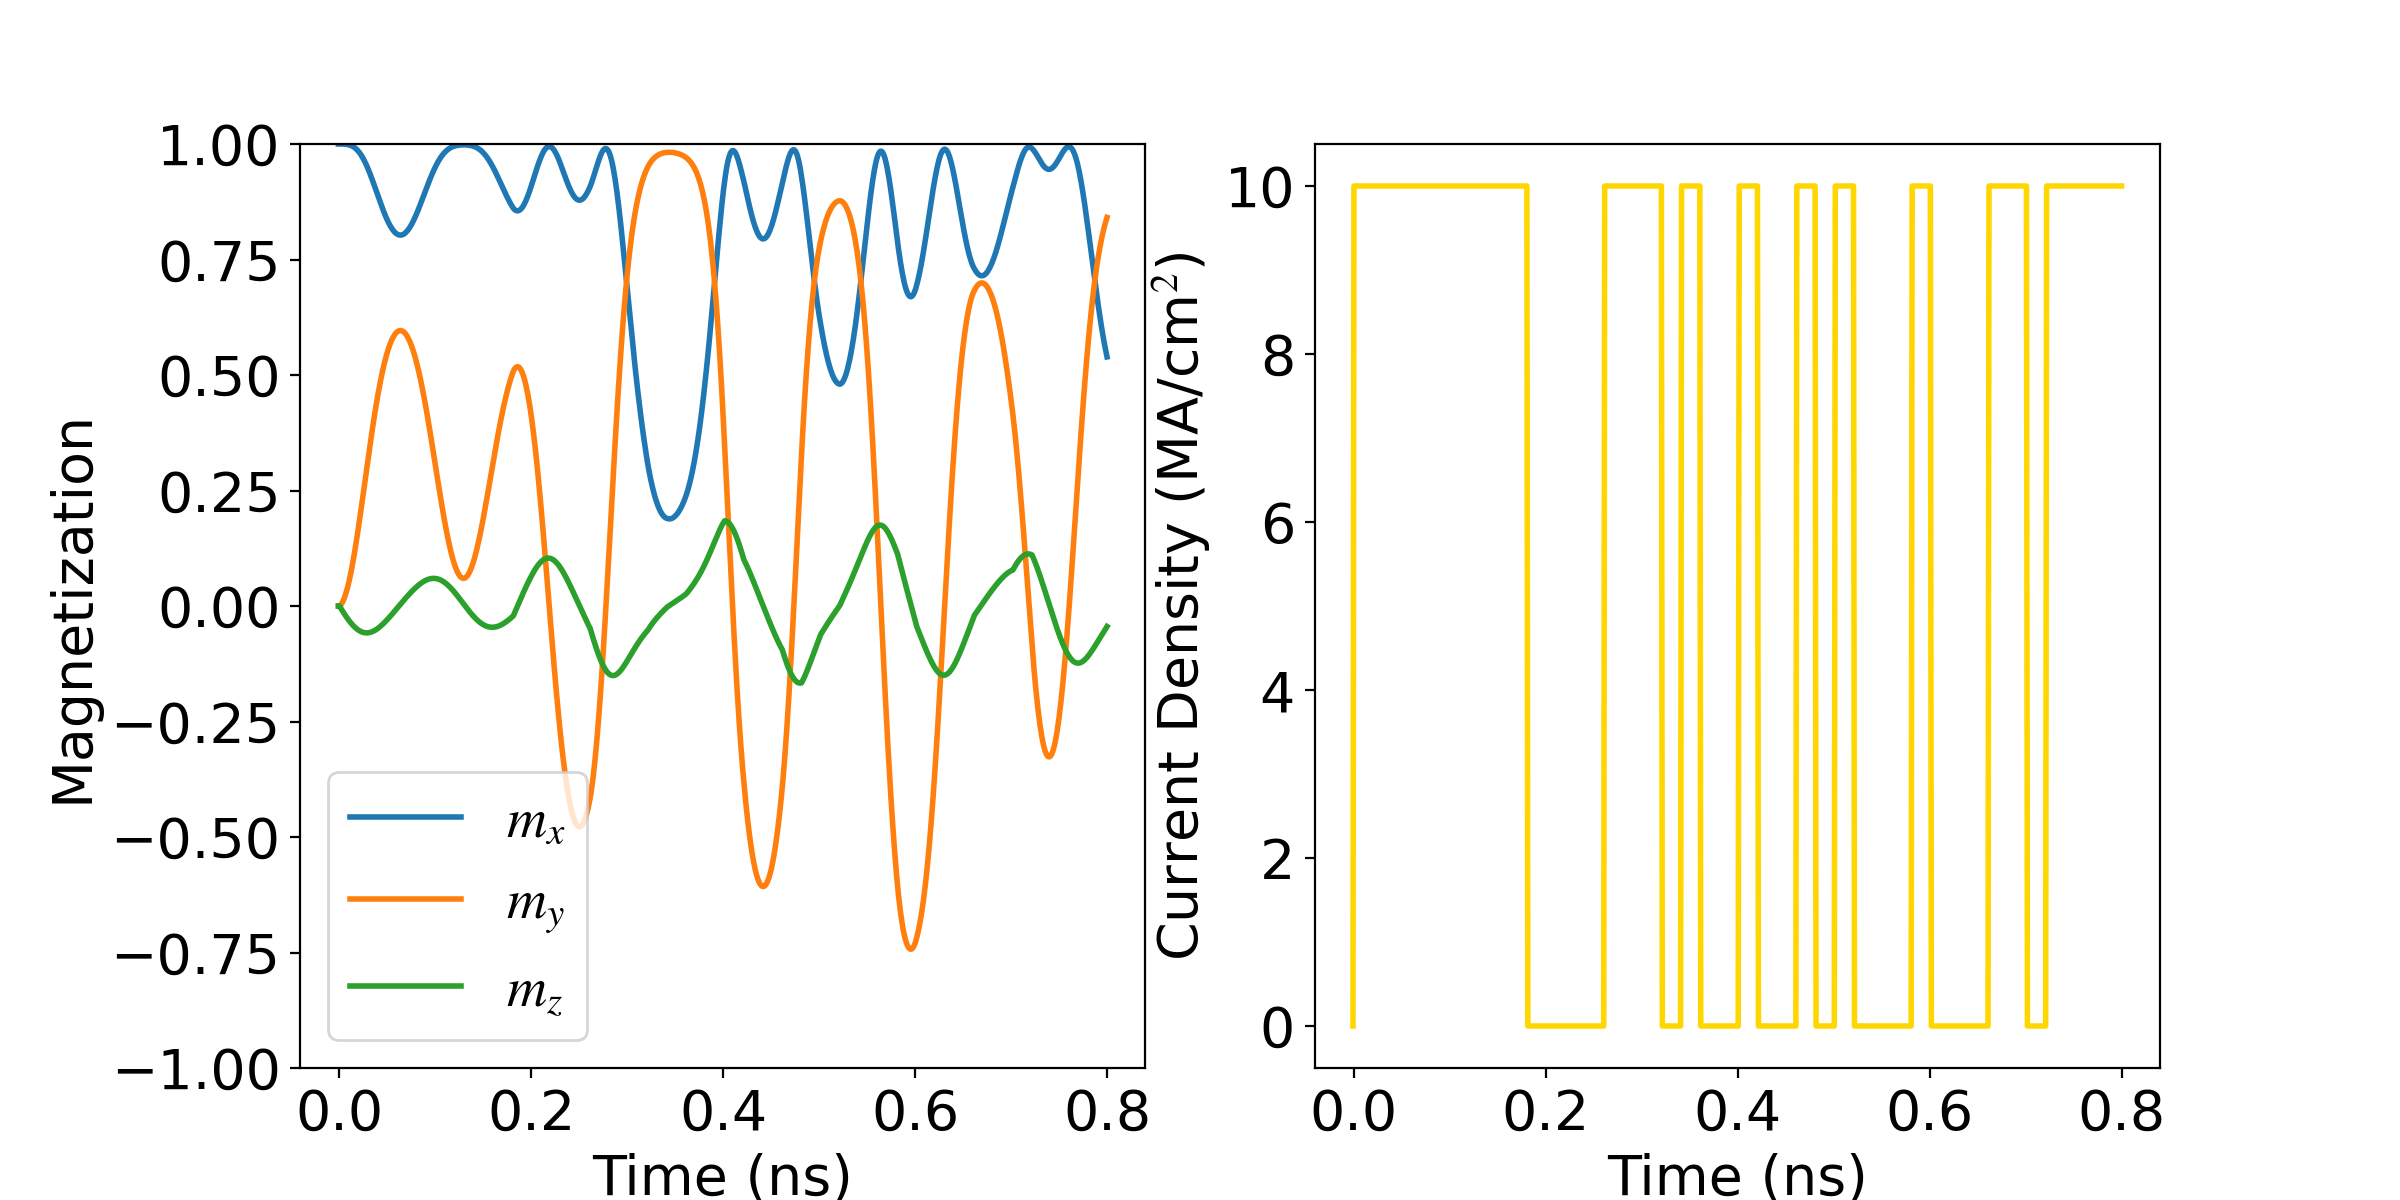 Magnetization
1.00
0.75
0.50
0.25
0.00
−0.25
−0.50
−0.75
−1.00
m_x
m_y
m_z
0.0 0.2 0.4 0.6 0.8
Time (ns)
Current Density (MA/cm²)
10
8
6
4
2
0
0.0 0.2 0.4 0.6 0.8
Time (ns)